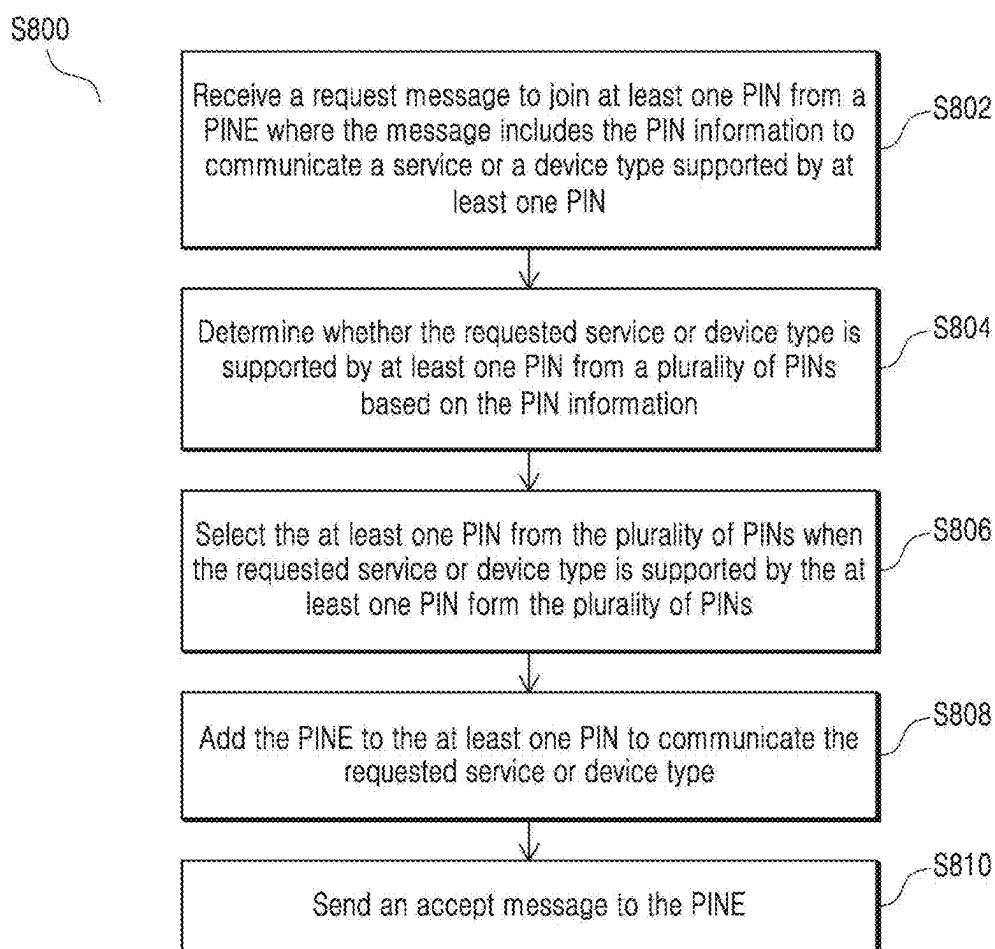 S800
Receive a request message to join at least one PIN from a
PINE where the message includes the PIN information to
communicate a service or a device type supported by at
least one PIN
S802
Determine whether the requested service or device type is
supported by at least one PIN from a plurality of PINs
based on the PIN information
S804
Select the at least one PIN from the plurality of PINs when
the requested service or device type is supported by the at
least one PIN form the plurality of PINs
S806
Add the PINE to the at least one PIN to communicate the
requested service or device type
S808
Send an accept message to the PINE
S810